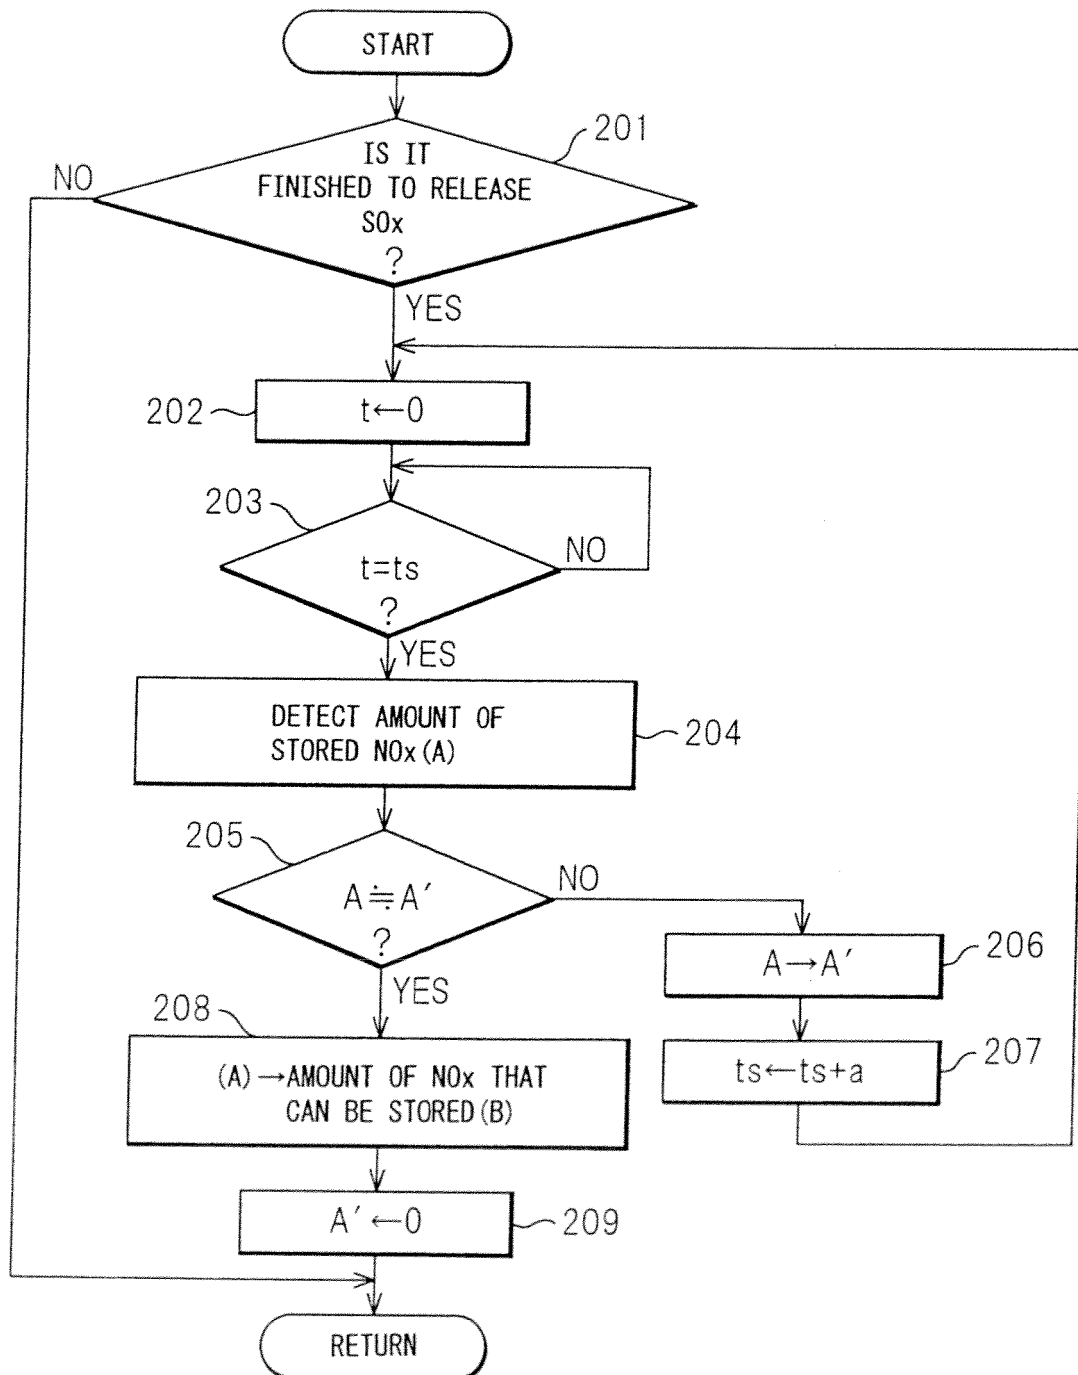 START
201
IS IT
FINISHED TO RELEASE
SOx
?
NO
YES
202
t←0
203
t=ts
?
NO
YES
DETECT AMOUNT OF
STORED NOx(A)
204
205
A≒A′
?
NO
YES
206
A→A′
207
ts←ts+a
208
(A)→AMOUNT OF NOx THAT
CAN BE STORED(B)
A′←0
209
RETURN